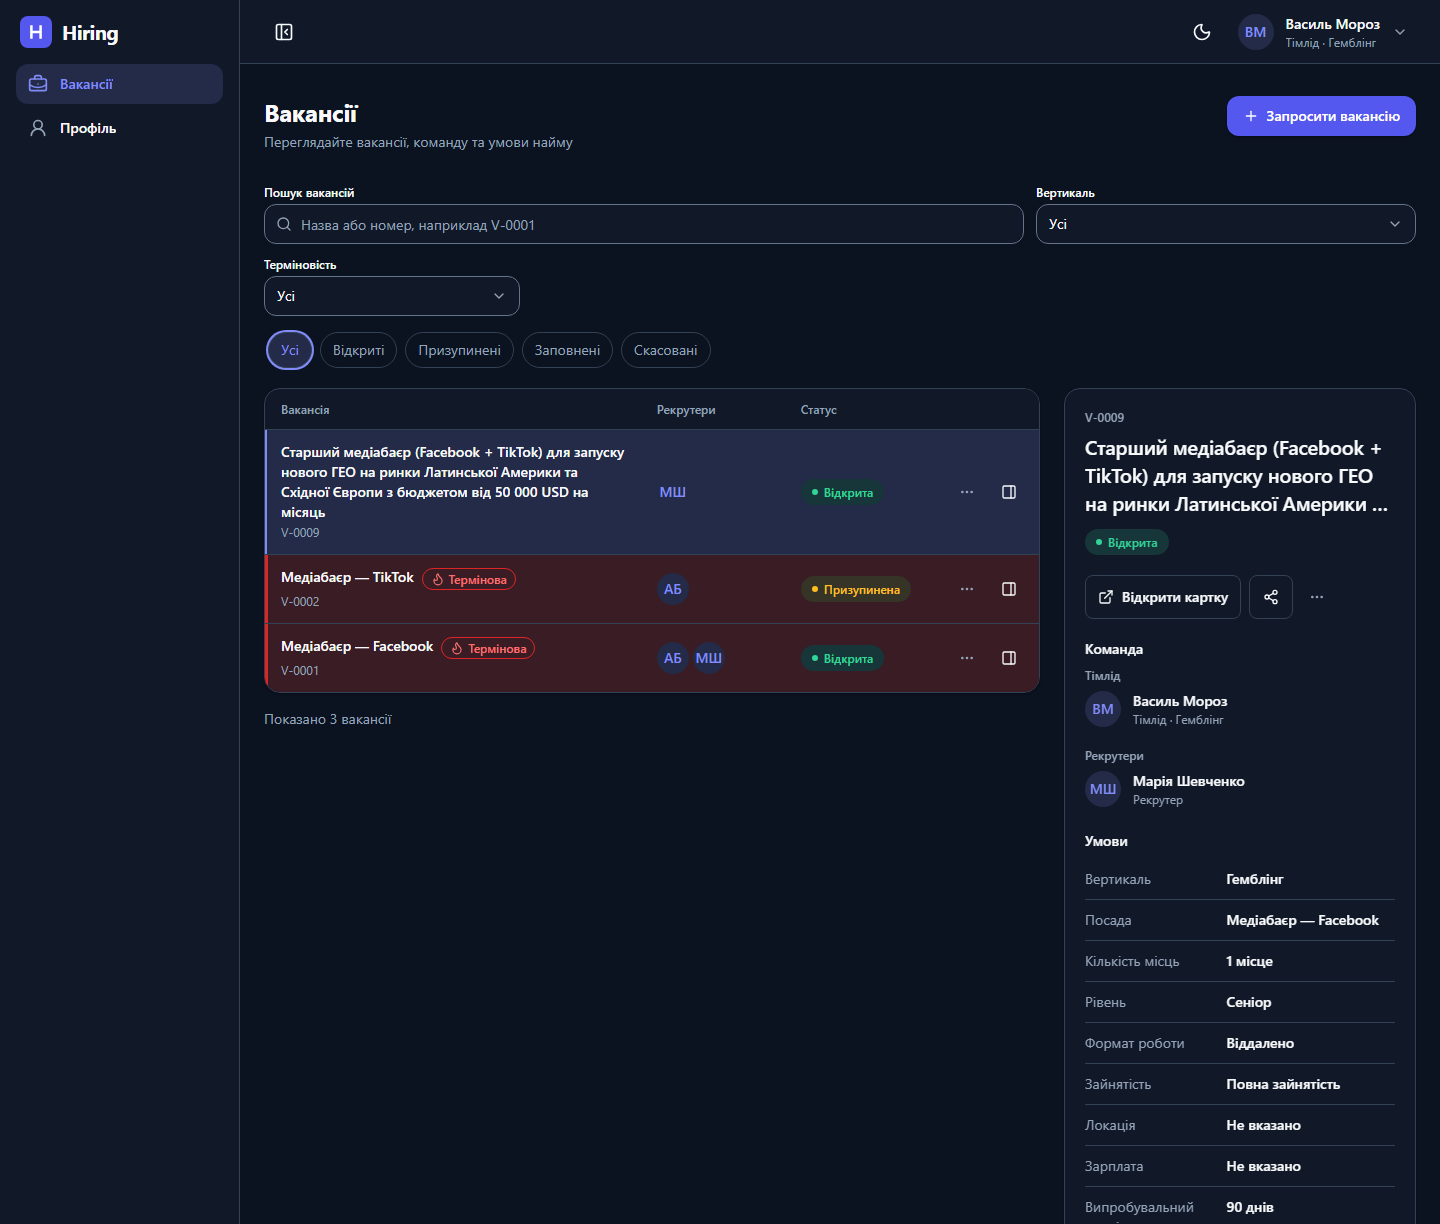 H Hiring
Вакансії
Профіль
ВМ
Василь Мороз
Тімлід · Гемблінг
Вакансії
Переглядайте вакансії, команду та умови найму
Запросити вакансію
Пошук вакансій
Назва або номер, наприклад V-0001
Вертикаль
Усі
Терміновість
Усі
Усі Відкриті Призупинені Заповнені Скасовані
Вакансія Рекрутери Статус
Старший медіабаєр (Facebook + TikTok) для запуску
нового ГЕО на ринки Латинської Америки та
Східної Європи з бюджетом від 50 000 USD на
місяць
V-0009
МШ
Відкрита
Медіабаєр — TikTok Термінова
V-0002
АБ
Призупинена
Медіабаєр — Facebook Термінова
V-0001
АБ МШ
Відкрита
Показано 3 вакансії
V-0009
Старший медіабаєр (Facebook +
TikTok) для запуску нового ГЕО
на ринки Латинської Америки ...
Відкрита
Відкрити картку
Команда
Тімлід
ВМ
Василь Мороз
Тімлід · Гемблінг
Рекрутери
МШ
Марія Шевченко
Рекрутер
Умови
Вертикаль Гемблінг
Посада Медіабаєр — Facebook
Кількість місць 1 місце
Рівень Сеніор
Формат роботи Віддалено
Зайнятість Повна зайнятість
Локація Не вказано
Зарплата Не вказано
Випробувальний 90 днів